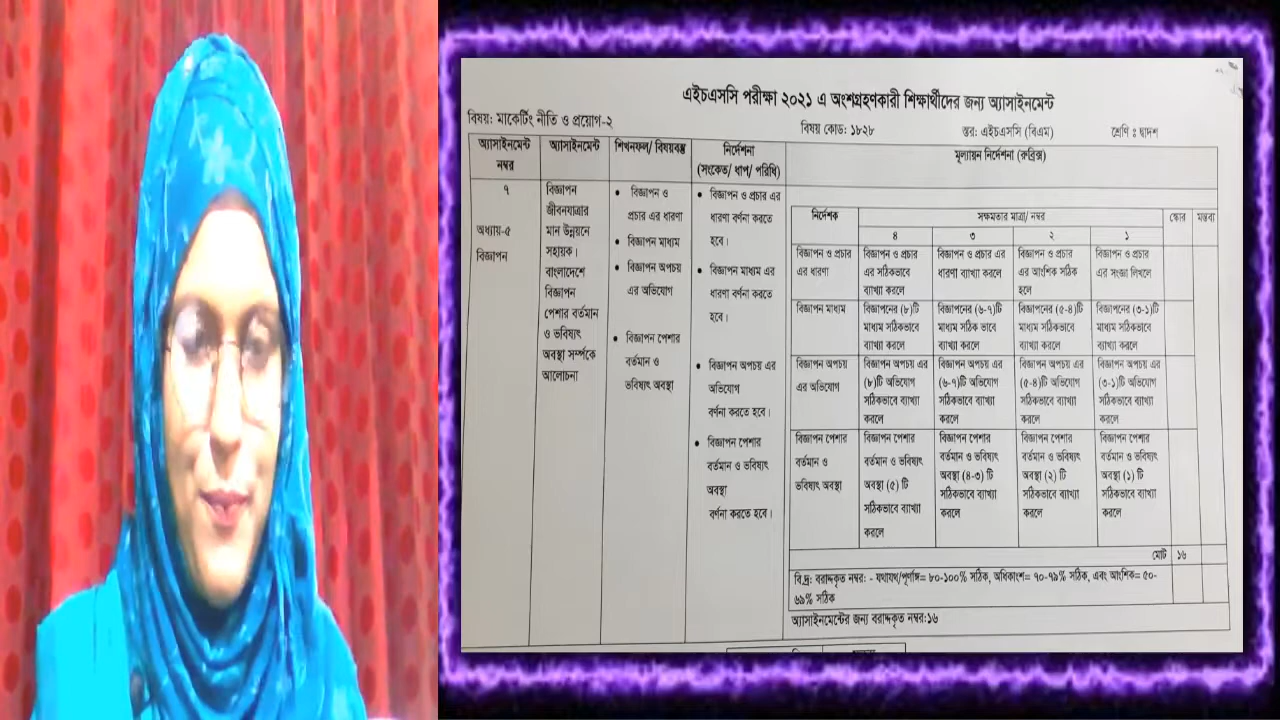 এইচএসসি পরীক্ষা ২০২১ এ অংশগ্রহণকারী শিক্ষার্থীদের জন্য অ্যাসাইনমেন্ট
বিষয়: মার্কেটিং নীতি ও প্রয়োগ-২
বিষয় কোড: ১৮২৮
স্তর: এইচএসসি (বিএম)
শ্রেণি : দ্বাদশ
অ্যাসাইনমেন্ট
নম্বর
অ্যাসাইনমেন্ট
শিখনফল/ বিষয়বস্তু
নির্দেশনা
(সংকেত/ ধাপ/ পরিধি)
মূল্যায়ন নির্দেশনা (রুব্রিক্স)
৭
অধ্যায়-৫
বিজ্ঞাপন
বিজ্ঞাপন
জীবনযাত্রার
মান উন্নয়নে
সহায়ক।
বাংলাদেশে
বিজ্ঞাপন
পেশার বর্তমান
ও ভবিষ্যৎ
অবস্থা সর্ম্পকে
আলোচনা
• বিজ্ঞাপন ও
প্রচার এর ধারণা
• বিজ্ঞাপন মাধ্যম
• বিজ্ঞাপন অপচয়
এর অভিযোগ
• বিজ্ঞাপন পেশার
বর্তমান ও
ভবিষ্যৎ অবস্থা
• বিজ্ঞাপন ও প্রচার এর
ধারণা বর্ণনা করতে
হবে।
• বিজ্ঞাপন মাধ্যম এর
ধারণা বর্ণনা করতে
হবে।
• বিজ্ঞাপন অপচয় এর
অভিযোগ
বর্ণনা করতে হবে।
• বিজ্ঞাপন পেশার
বর্তমান ও ভবিষ্যৎ
অবস্থা
বর্ণনা করতে হবে।
নির্দেশক
সক্ষমতার মাত্রা/ নম্বর
স্কোর
মন্তব্য
৪
৩
২
১
বিজ্ঞাপন ও প্রচার
এর ধারণা
বিজ্ঞাপন ও প্রচার
এর সঠিকভাবে
ব্যাখ্যা করলে
বিজ্ঞাপন ও প্রচার এর
ধারণা ব্যাখ্যা করলে
বিজ্ঞাপন ও প্রচার
এর আংশিক সঠিক
হলে
বিজ্ঞাপন ও প্রচার
এর সংজ্ঞা লিখলে
বিজ্ঞাপন মাধ্যম
বিজ্ঞাপনের (৮)টি
মাধ্যম সঠিকভাবে
ব্যাখ্যা করলে
বিজ্ঞাপনের (৬-৭)টি
মাধ্যম সঠিক ভাবে
ব্যাখ্যা করলে
বিজ্ঞাপনের (৫-৪)টি
মাধ্যম সঠিকভাবে
ব্যাখ্যা করলে
বিজ্ঞাপনের (৩-১)টি
মাধ্যম সঠিকভাবে
ব্যাখ্যা করলে
বিজ্ঞাপন অপচয়
এর অভিযোগ
বিজ্ঞাপন অপচয় এর
(৮)টি অভিযোগ
সঠিকভাবে ব্যাখ্যা
করলে
বিজ্ঞাপন অপচয় এর
(৬-৭)টি অভিযোগ
সঠিকভাবে ব্যাখ্যা
করলে
বিজ্ঞাপন অপচয় এর
(৫-৪)টি অভিযোগ
সঠিকভাবে ব্যাখ্যা
করলে
বিজ্ঞাপন অপচয় এর
(৩-১)টি অভিযোগ
সঠিকভাবে ব্যাখ্যা
করলে
বিজ্ঞাপন পেশার
বর্তমান ও
ভবিষ্যৎ অবস্থা
বিজ্ঞাপন পেশার
বর্তমান ও ভবিষ্যৎ
অবস্থা (৫) টি
সঠিকভাবে ব্যাখ্যা
করলে
বিজ্ঞাপন পেশার
বর্তমান ও ভবিষ্যৎ
অবস্থা (৪-৩) টি
সঠিকভাবে ব্যাখ্যা
করলে
বিজ্ঞাপন পেশার
বর্তমান ও ভবিষ্যৎ
অবস্থা (২) টি
সঠিকভাবে ব্যাখ্যা
করলে
বিজ্ঞাপন পেশার
বর্তমান ও ভবিষ্যৎ
অবস্থা (১) টি
সঠিকভাবে ব্যাখ্যা
করলে
মোট
১৬
বি.দ্র: বরাদ্দকৃত নম্বর: - যথাযথ/পূর্ণাঙ্গ= ৮০-১০০% সঠিক, অধিকাংশ= ৭০-৭৯% সঠিক, এবং আংশিক= ৫০-
৬৯% সঠিক
অ্যাসাইনমেন্টের জন্য বরাদ্দকৃত নম্বর:১৬